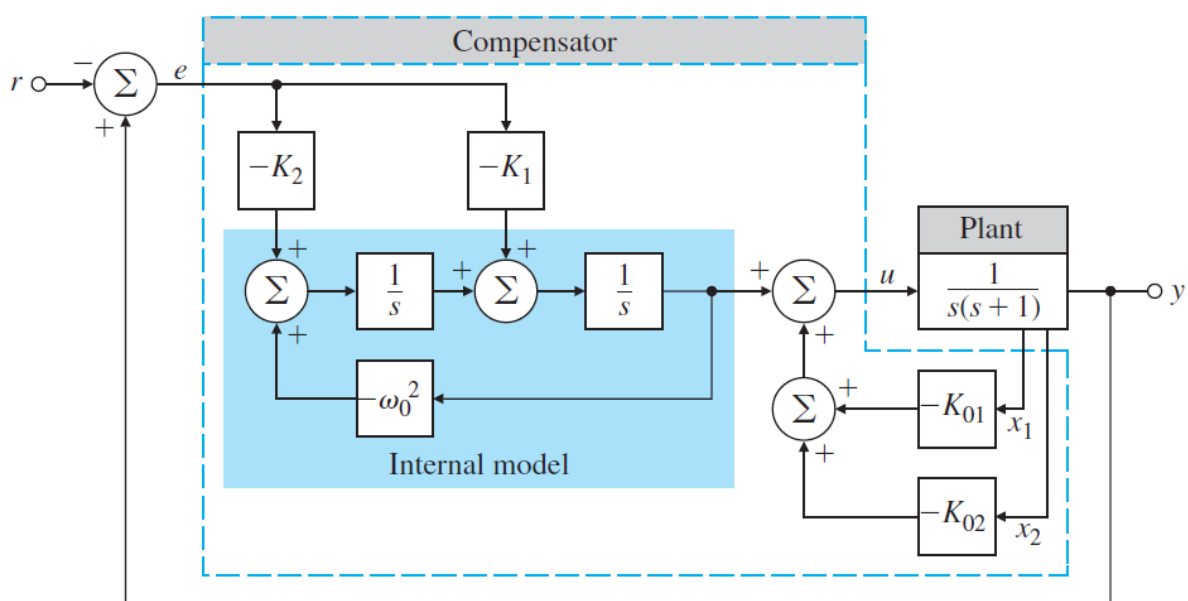 Compensator
r
−
Σ
e
+
−K₂
−K₁
+
+
Σ
1/s
+
Σ
1/s
+
Σ
u
Plant
1/s(s + 1)
y
+
+
−ω₀²
Σ
+
−K₀₁
x₁
Internal model
+
−K₀₂
x₂